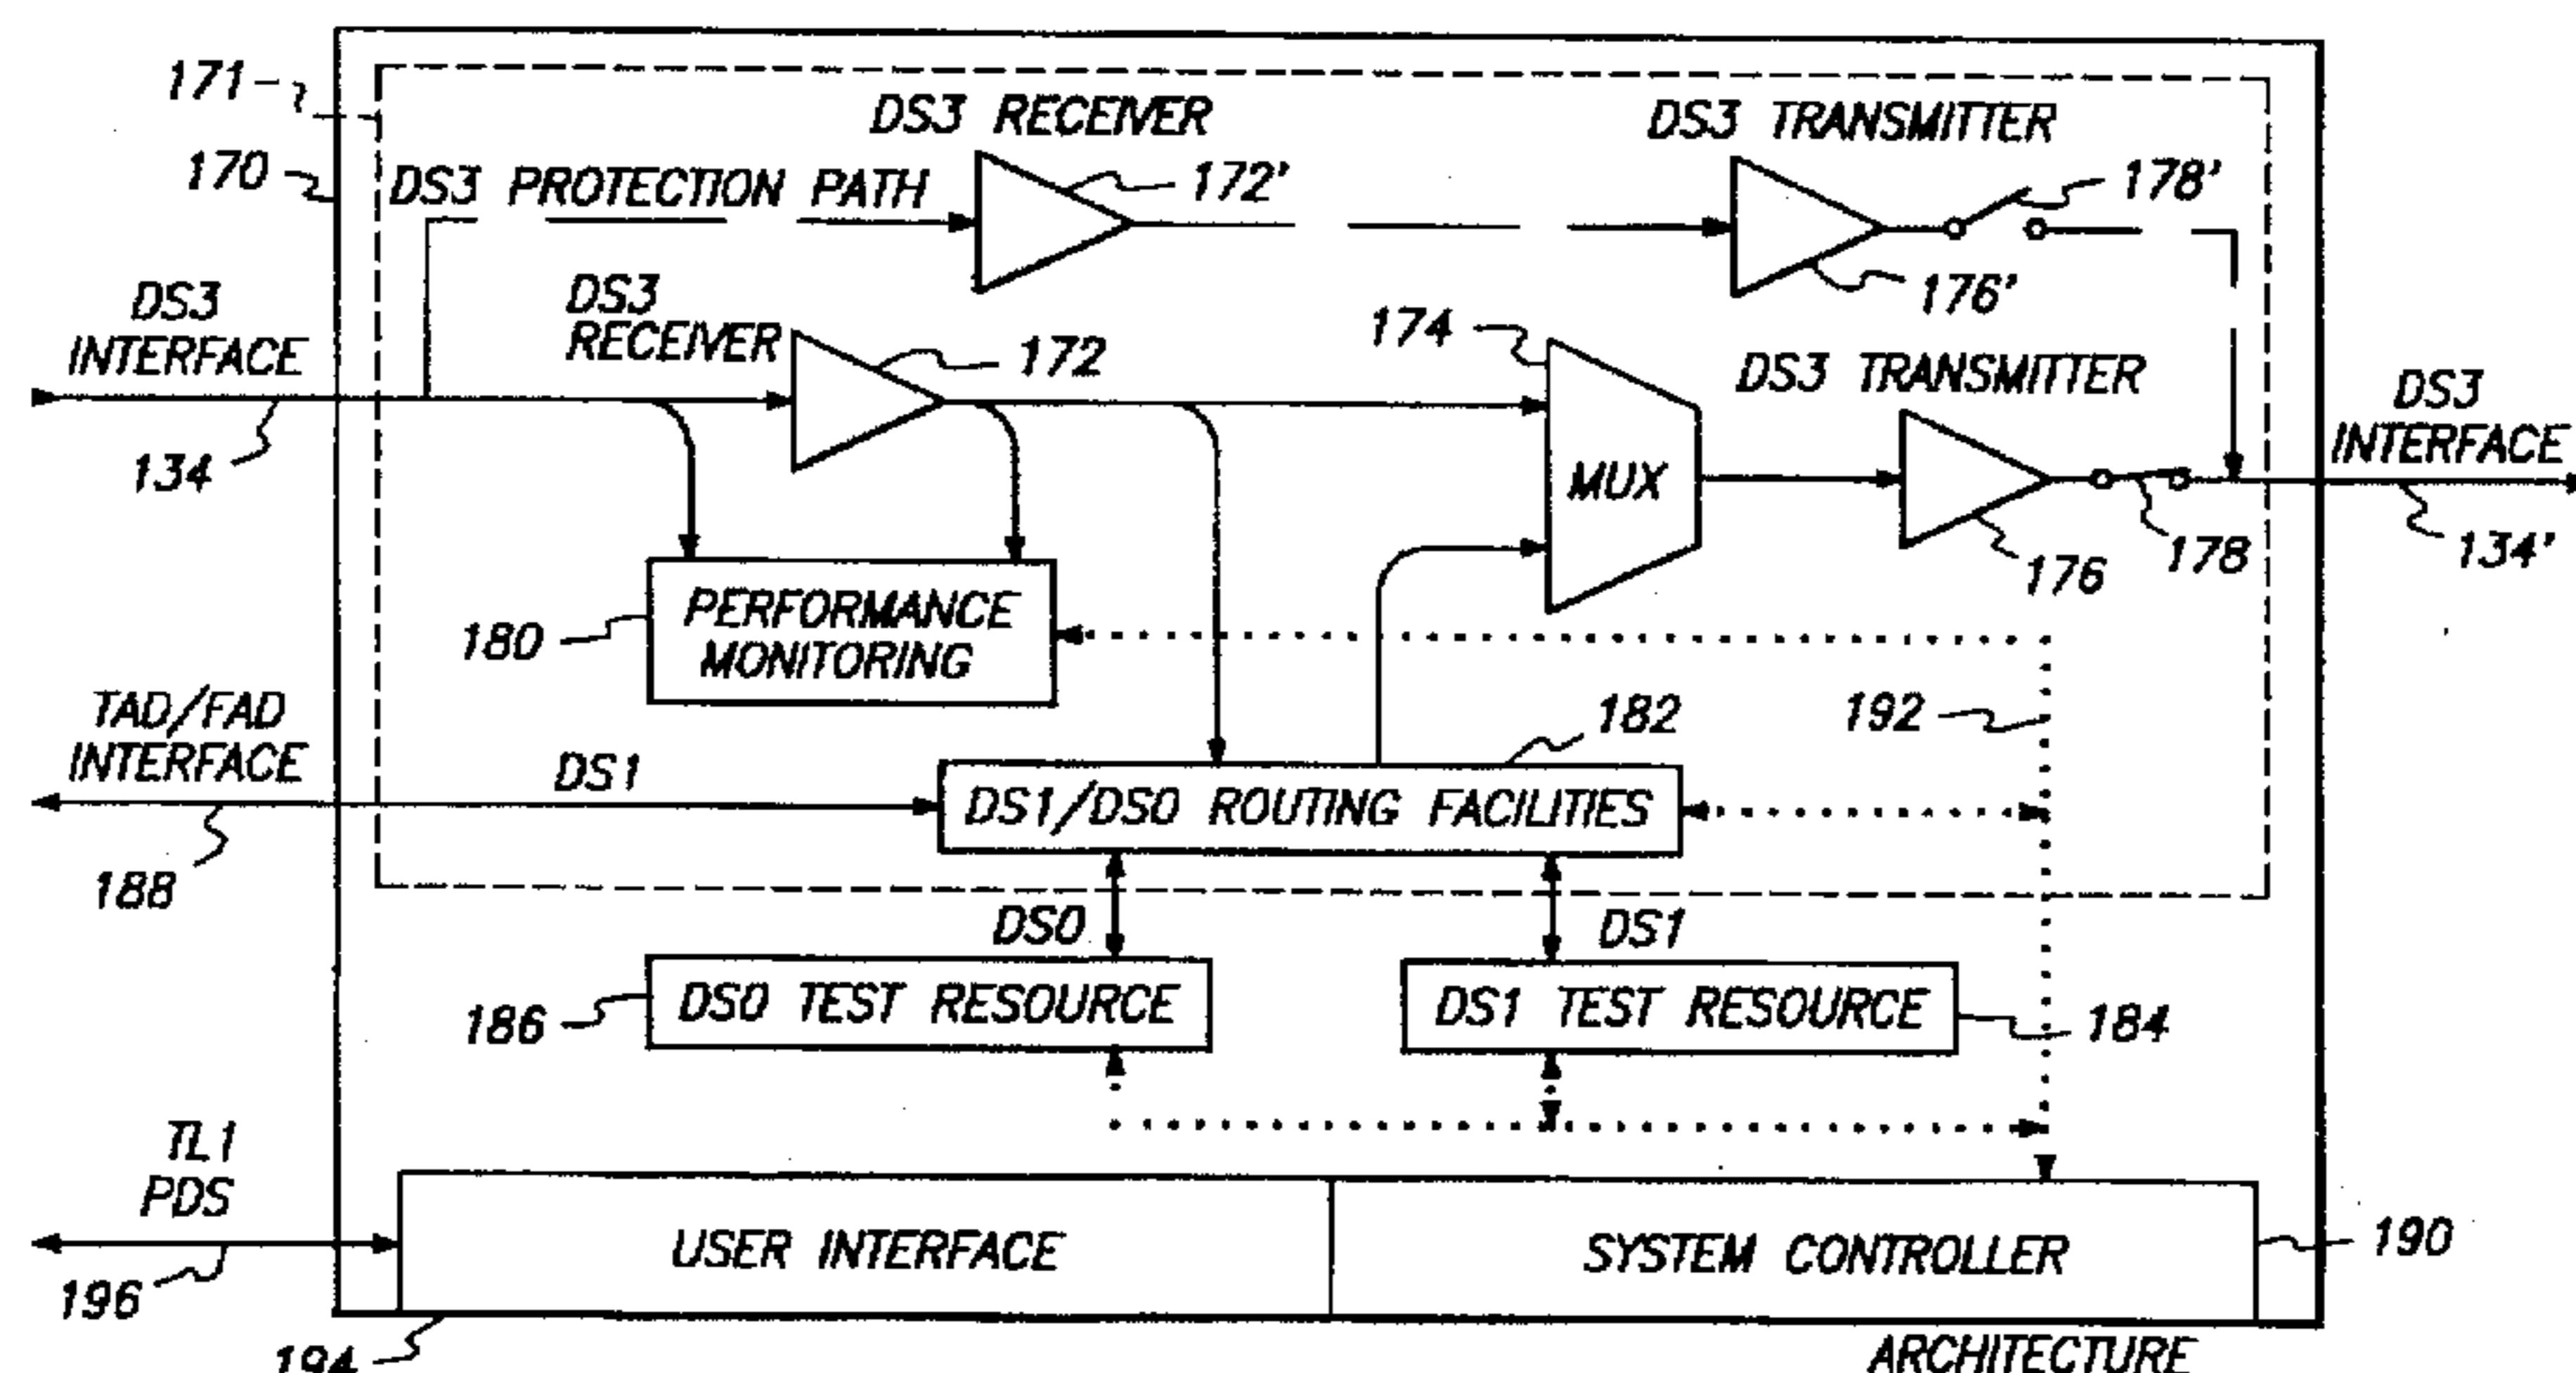 171
170
DS3 RECEIVER
DS3 TRANSMITTER
DS3 PROTECTION PATH
172'
178'
176'
DS3
INTERFACE
134
DS3
RECEIVER
172
174
MUX
DS3 TRANSMITTER
176
178
DS3
INTERFACE
134'
180
PERFORMANCE
MONITORING
TAD/FAD
INTERFACE
188
DS1
182
192
DS1/DS0 ROUTING FACILITIES
DS0
DS1
186
DS0 TEST RESOURCE
DS1 TEST RESOURCE
184
TL1
PDS
196
USER INTERFACE
SYSTEM CONTROLLER
190
194
ARCHITECTURE